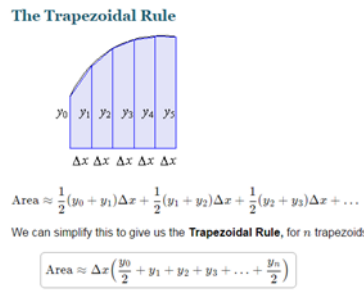 The Trapezoidal Rule
y₀ y₁ y₂ y₃ y₄ y₅
Δx Δx Δx Δx Δx
Area ≈ 1/2(y₀ + y₁)Δx + 1/2(y₁ + y₂)Δx + 1/2(y₂ + y₃)Δx + ...
We can simplify this to give us the Trapezoidal Rule, for n trapezoids
Area ≈ Δx(y₀/2 + y₁ + y₂ + y₃ + ... + yₙ/2)